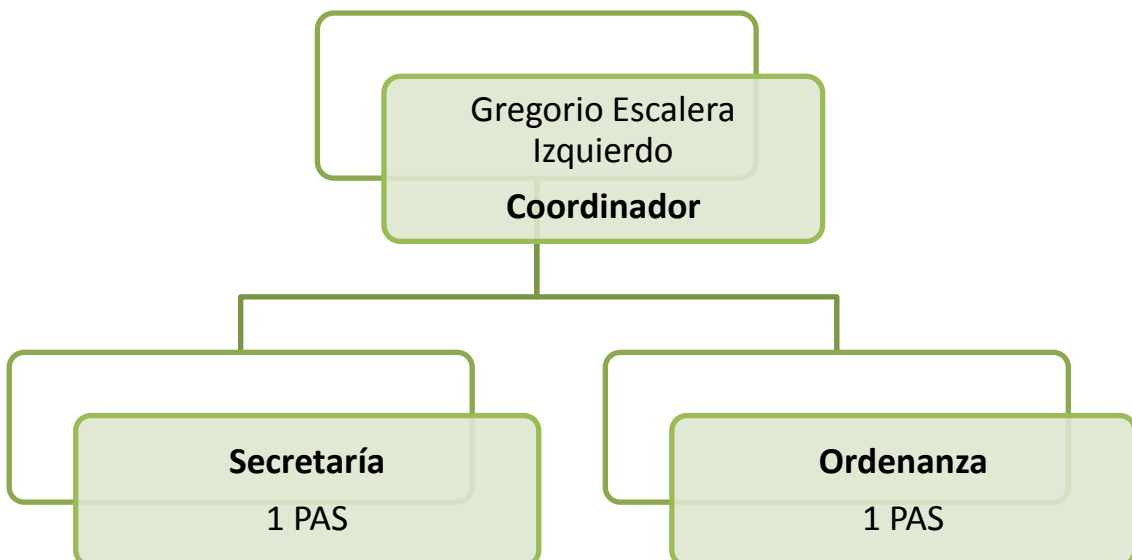 Gregorio Escalera
Izquierdo
Coordinador
Secretaría
1 PAS
Ordenanza
1 PAS